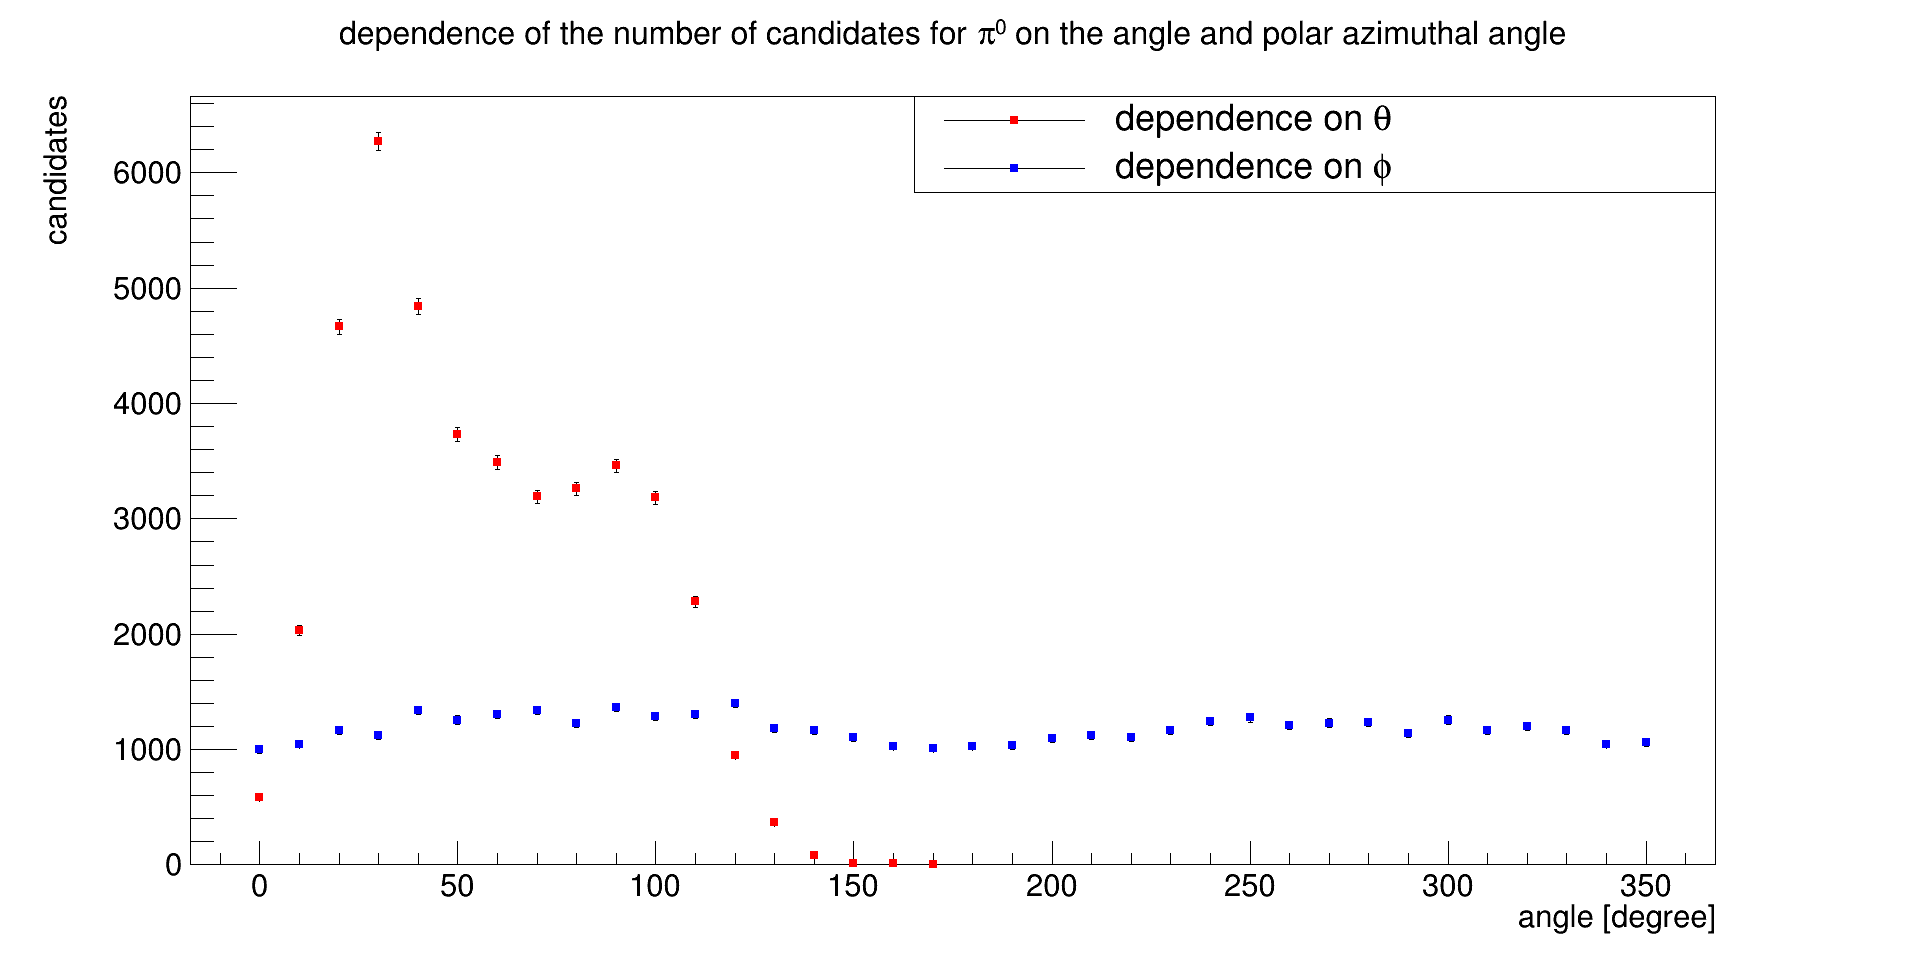 dependence of the number of candidates for π⁰ on the angle and polar azimuthal angle
candidates
dependence on θ
dependence on ϕ
6000
5000
4000
3000
2000
1000
0
0 50 100 150 200 250 300 350
angle [degree]